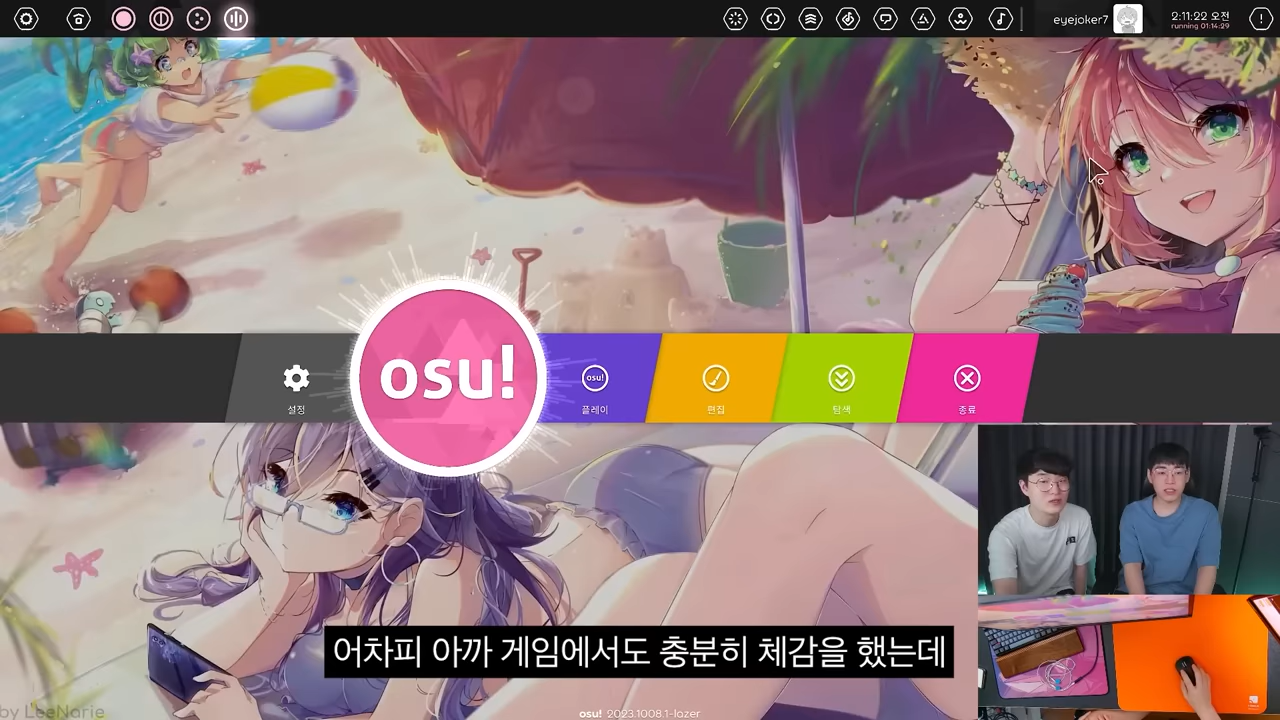 eyejoker7
2:11:22 오전
running 01:14:29
설정
osu!
osu!
플레이
편집
탐색
종료
어차피 아까 게임에서도 충분히 체감을 했는데
by LeeNarie
osu! 2023.1008.1-lazer